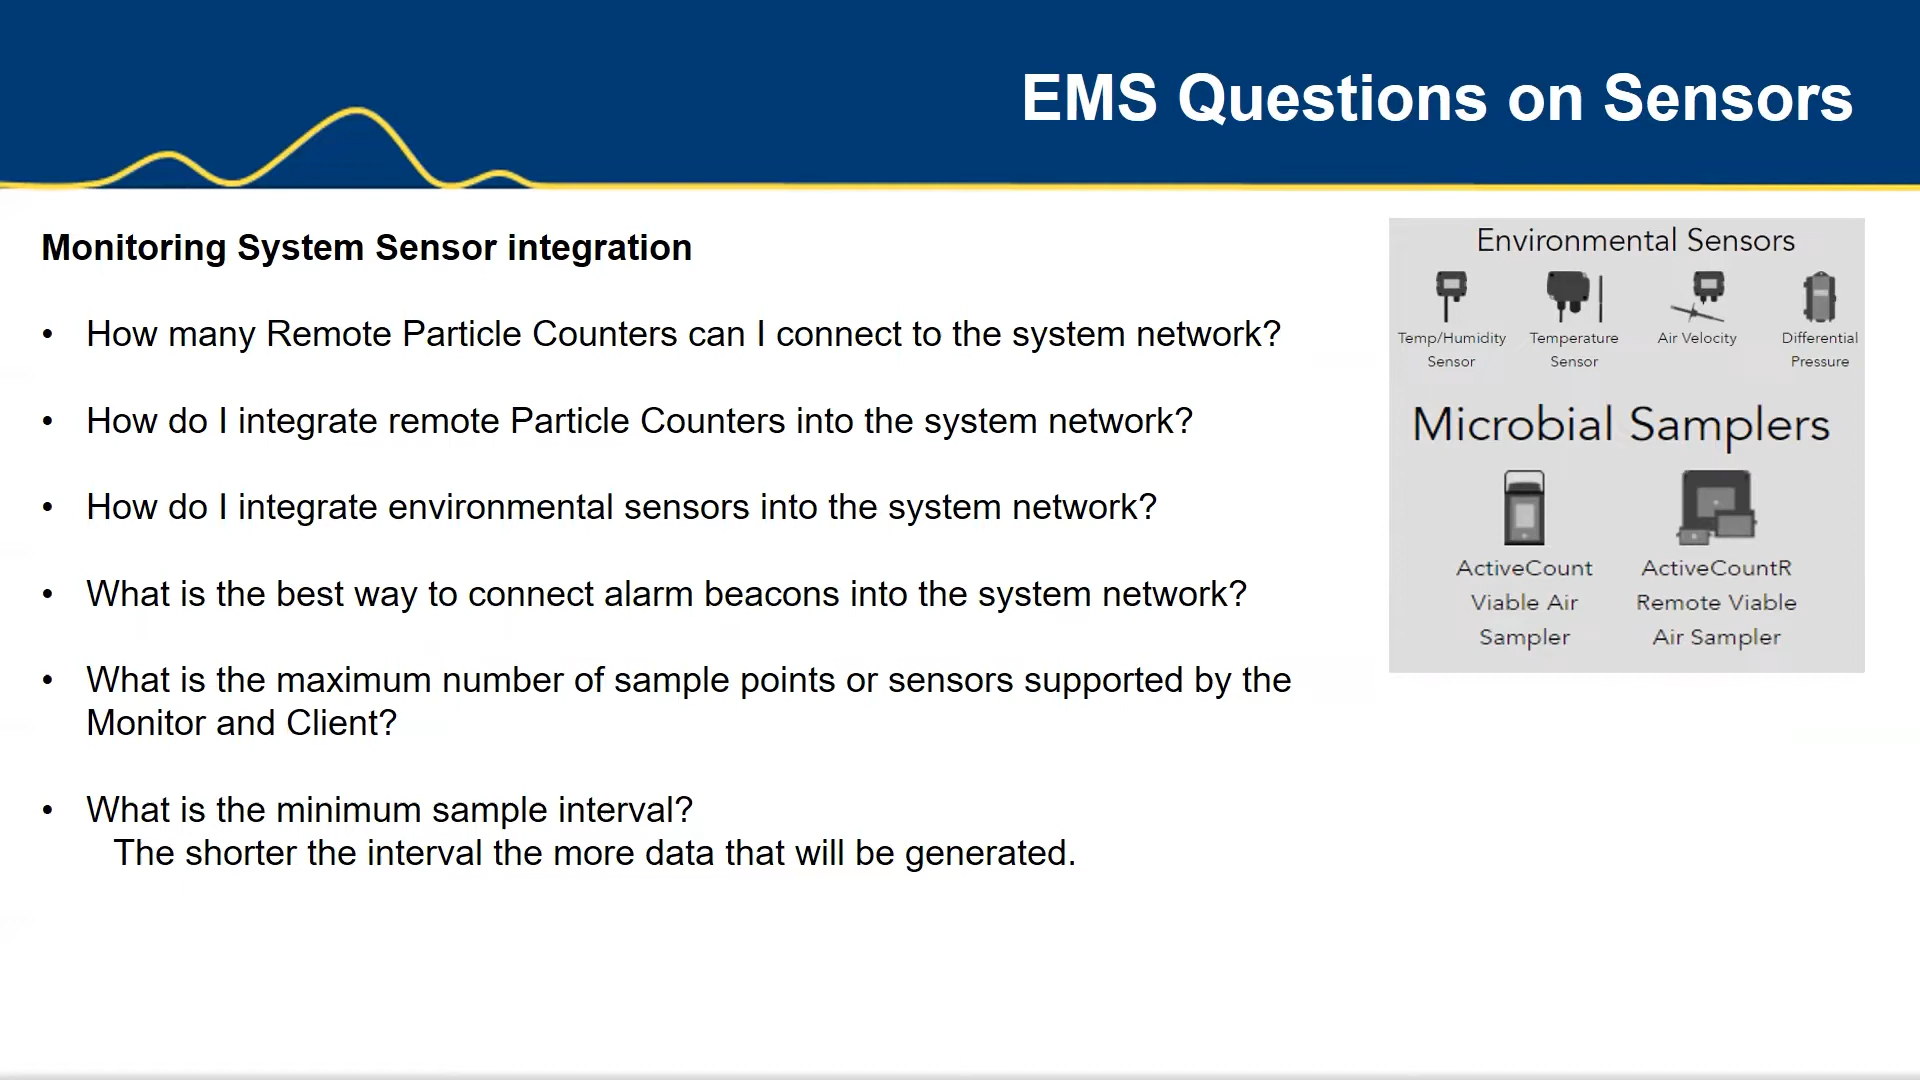 EMS Questions on Sensors
Monitoring System Sensor integration
• How many Remote Particle Counters can I connect to the system network?
• How do I integrate remote Particle Counters into the system network?
• How do I integrate environmental sensors into the system network?
• What is the best way to connect alarm beacons into the system network?
• What is the maximum number of sample points or sensors supported by the
Monitor and Client?
• What is the minimum sample interval?
The shorter the interval the more data that will be generated.
Environmental Sensors
Temp/Humidity
Sensor
Temperature
Sensor
Air Velocity
Differential
Pressure
Microbial Samplers
ActiveCount
Viable Air
Sampler
ActiveCountR
Remote Viable
Air Sampler